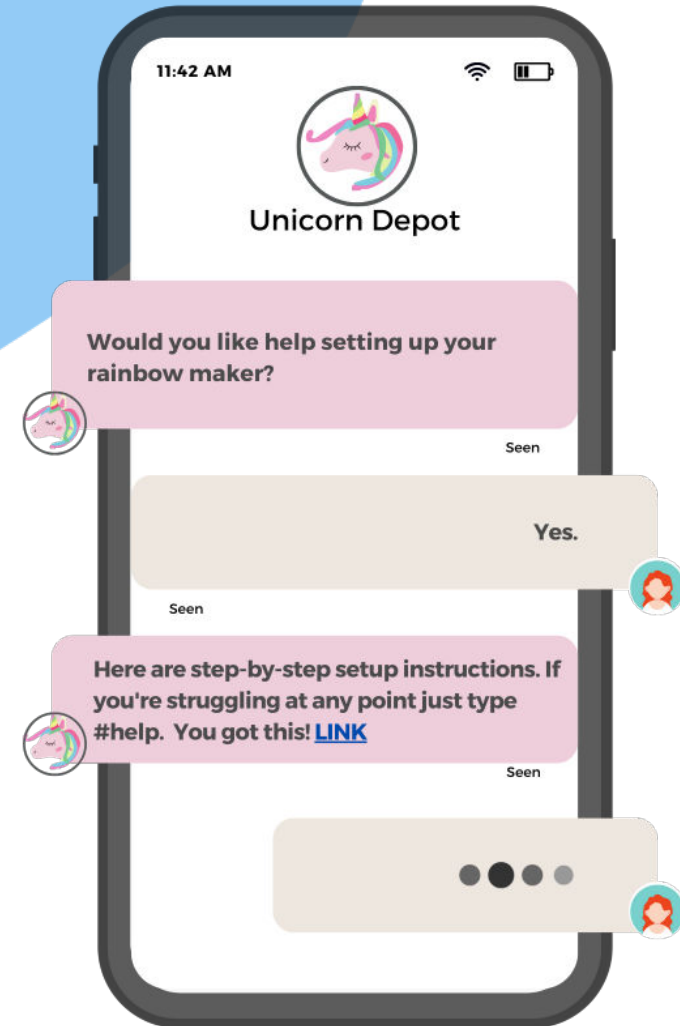 11:42 AM
Unicorn Depot
Would you like help setting up your
rainbow maker?
Seen
Yes.
Seen
Here are step-by-step setup instructions. If
you're struggling at any point just type
#help.  You got this! LINK
Seen